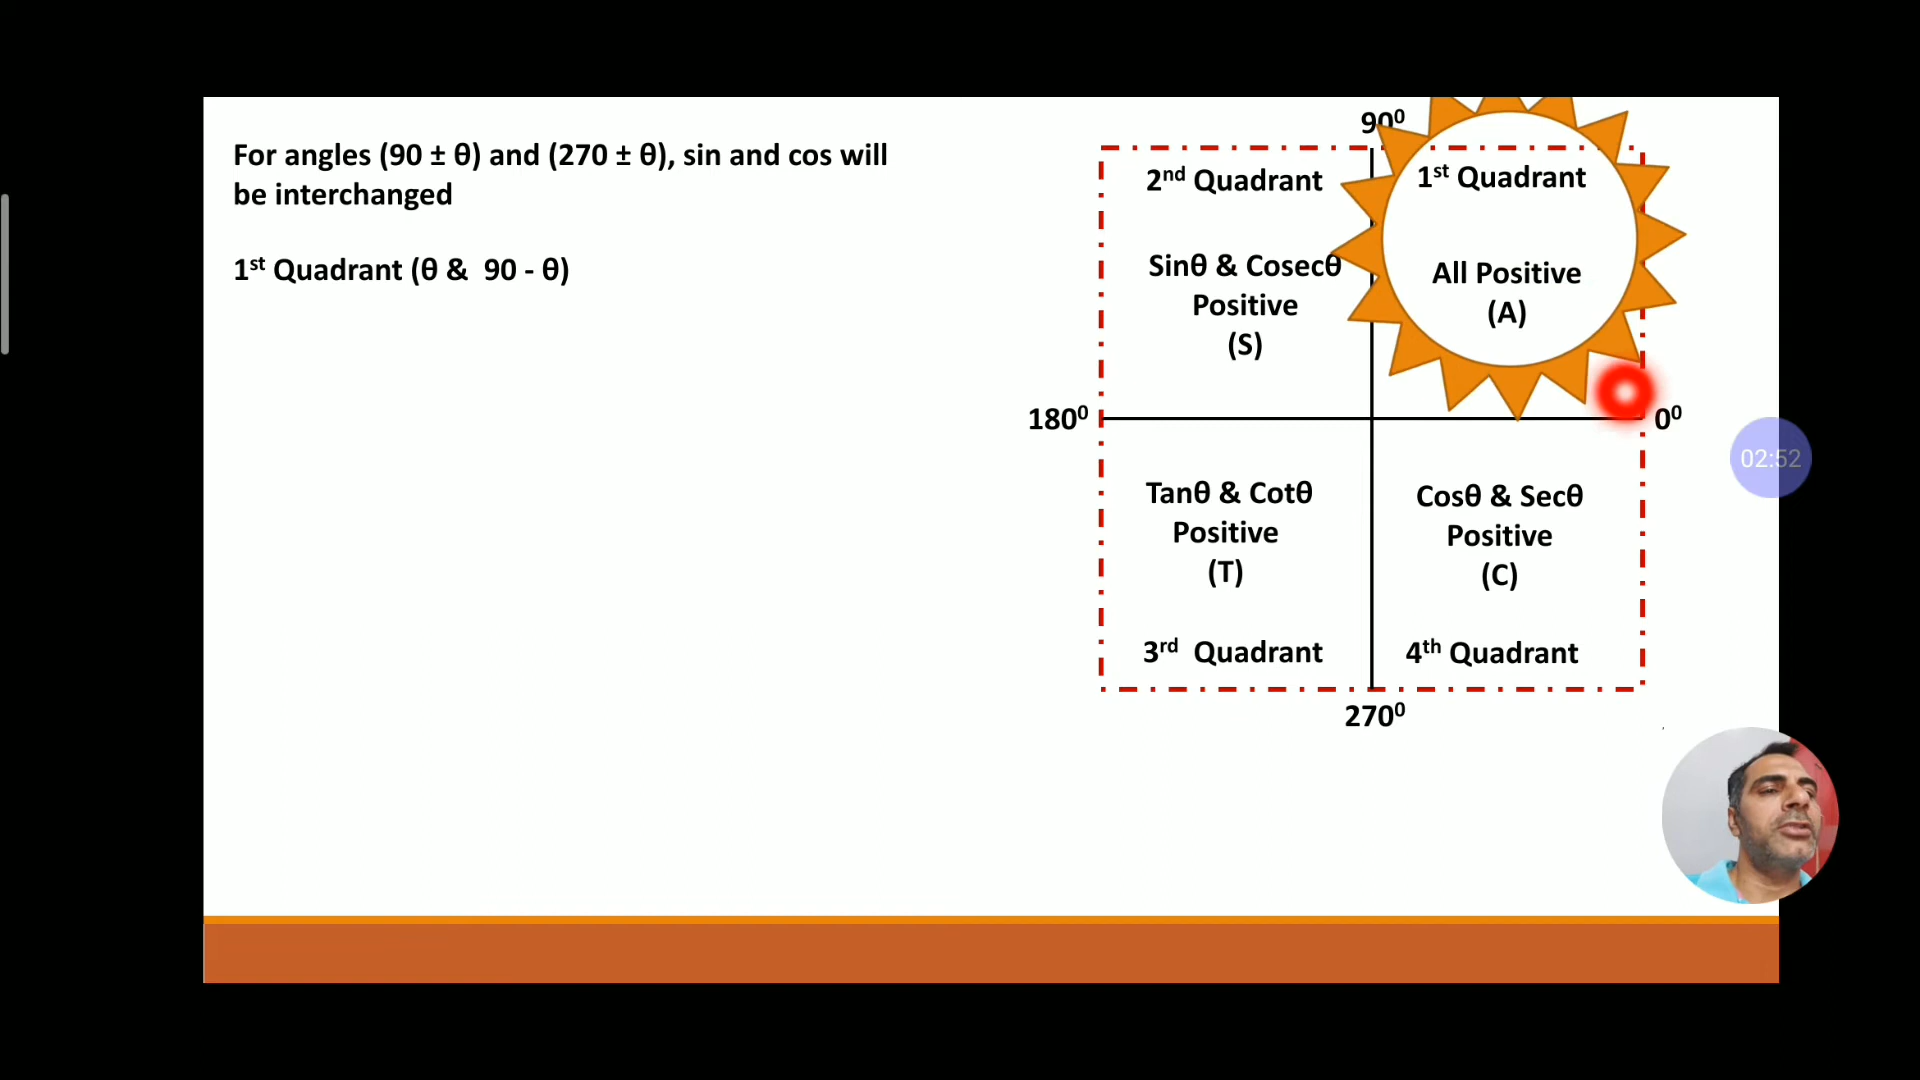 For angles (90 ± θ) and (270 ± θ), sin and cos will
be interchanged
1st Quadrant (θ & 90 - θ)
90⁰
2nd Quadrant
1st Quadrant
Sinθ & Cosecθ
Positive
(S)
All Positive
(A)
180⁰
0⁰
02:52
Tanθ & Cotθ
Positive
(T)
Cosθ & Secθ
Positive
(C)
3rd Quadrant
4th Quadrant
270⁰